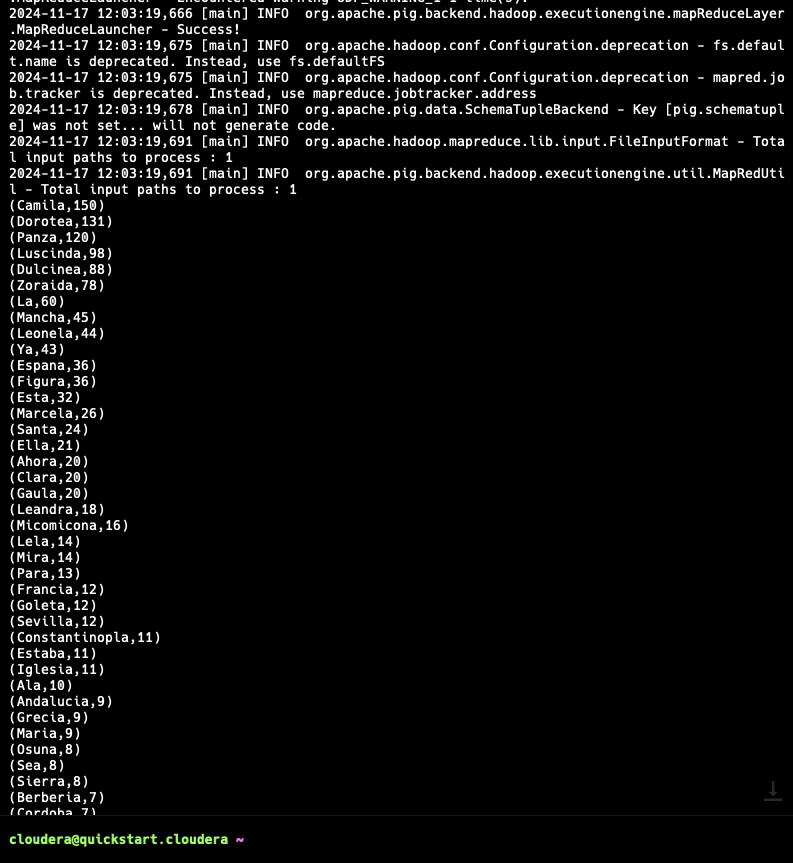 .MapReduceLauncher - Encountered Warning UDF_WARNING_1 1 time(s).
2024-11-17 12:03:19,666 [main] INFO  org.apache.pig.backend.hadoop.executionengine.mapReduceLayer
.MapReduceLauncher - Success!
2024-11-17 12:03:19,675 [main] INFO  org.apache.hadoop.conf.Configuration.deprecation - fs.defaul
t.name is deprecated. Instead, use fs.defaultFS
2024-11-17 12:03:19,675 [main] INFO  org.apache.hadoop.conf.Configuration.deprecation - mapred.jo
b.tracker is deprecated. Instead, use mapreduce.jobtracker.address
2024-11-17 12:03:19,678 [main] INFO  org.apache.pig.data.SchemaTupleBackend - Key [pig.schematupl
e] was not set... will not generate code.
2024-11-17 12:03:19,691 [main] INFO  org.apache.hadoop.mapreduce.lib.input.FileInputFormat - Tota
l input paths to process : 1
2024-11-17 12:03:19,691 [main] INFO  org.apache.pig.backend.hadoop.executionengine.util.MapRedUti
l - Total input paths to process : 1
(Camila,150)
(Dorotea,131)
(Panza,120)
(Luscinda,98)
(Dulcinea,88)
(Zoraida,78)
(La,60)
(Mancha,45)
(Leonela,44)
(Ya,43)
(Espana,36)
(Figura,36)
(Esta,32)
(Marcela,26)
(Santa,24)
(Ella,21)
(Ahora,20)
(Clara,20)
(Gaula,20)
(Leandra,18)
(Micomicona,16)
(Lela,14)
(Mira,14)
(Para,13)
(Francia,12)
(Goleta,12)
(Sevilla,12)
(Constantinopla,11)
(Estaba,11)
(Iglesia,11)
(Ala,10)
(Andalucia,9)
(Grecia,9)
(Maria,9)
(Osuna,8)
(Sea,8)
(Sierra,8)
(Berberia,7)
(Cordoba,7)
cloudera@quickstart.cloudera ~